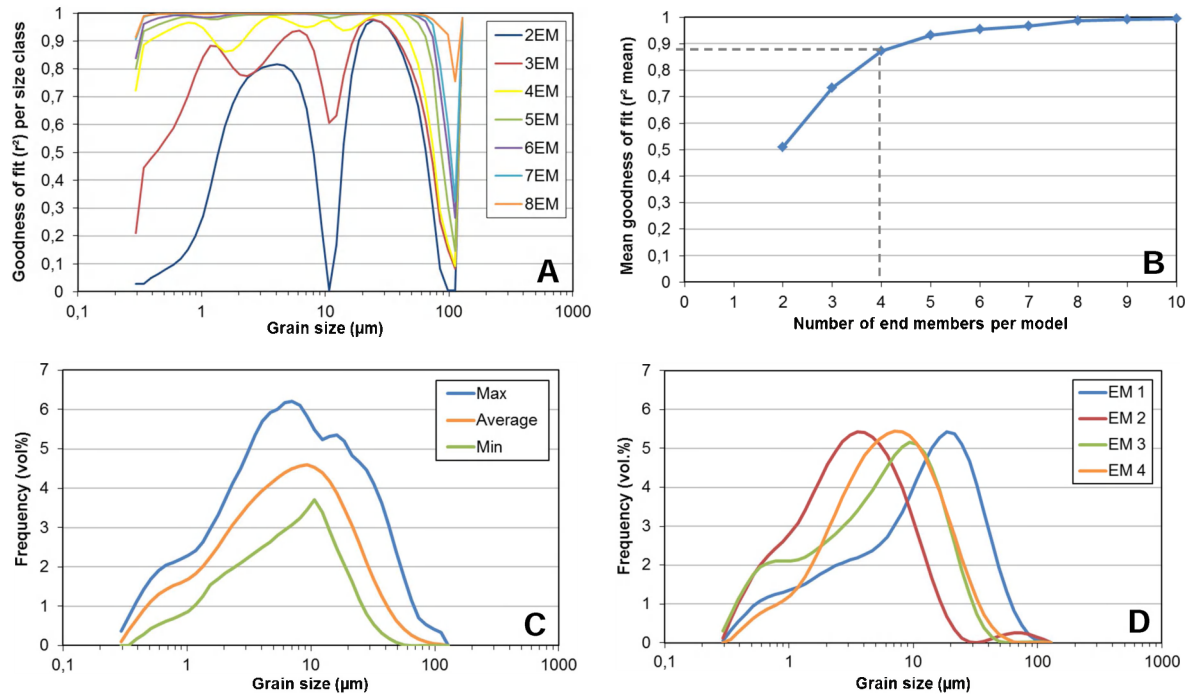 Goodness of fit (r²) per size class
1
0,9
0,8
0,7
0,6
0,5
0,4
0,3
0,2
0,1
0
0,1
1
10
100
1000
Grain size (µm)
2EM
3EM
4EM
5EM
6EM
7EM
8EM
A
Mean goodness of fit (r² mean)
1
0,9
0,8
0,7
0,6
0,5
0,4
0,3
0,2
0,1
0
0
1
2
3
4
5
6
7
8
9
10
Number of end members per model
B
Frequency (vol%)
7
6
5
4
3
2
1
0
0,1
1
10
100
1000
Grain size (µm)
Max
Average
Min
C
Frequency (vol.%)
7
6
5
4
3
2
1
0
0,1
1
10
100
1000
Grain size (µm)
EM 1
EM 2
EM 3
EM 4
D